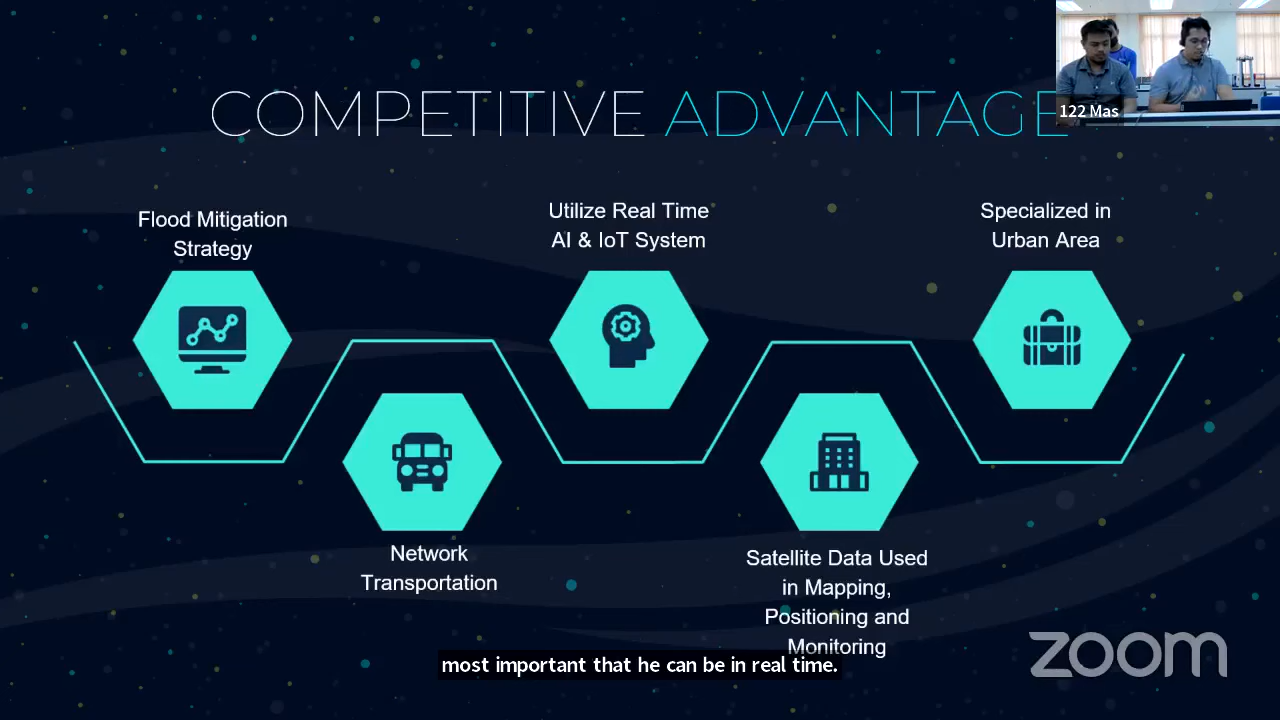 COMPETITIVE ADVANTAGE
122 Mas
Flood Mitigation
Strategy
Utilize Real Time
AI & IoT System
Specialized in
Urban Area
Network
Transportation
Satellite Data Used
in Mapping,
Positioning and
Monitoring
most important that he can be in real time.
zoom